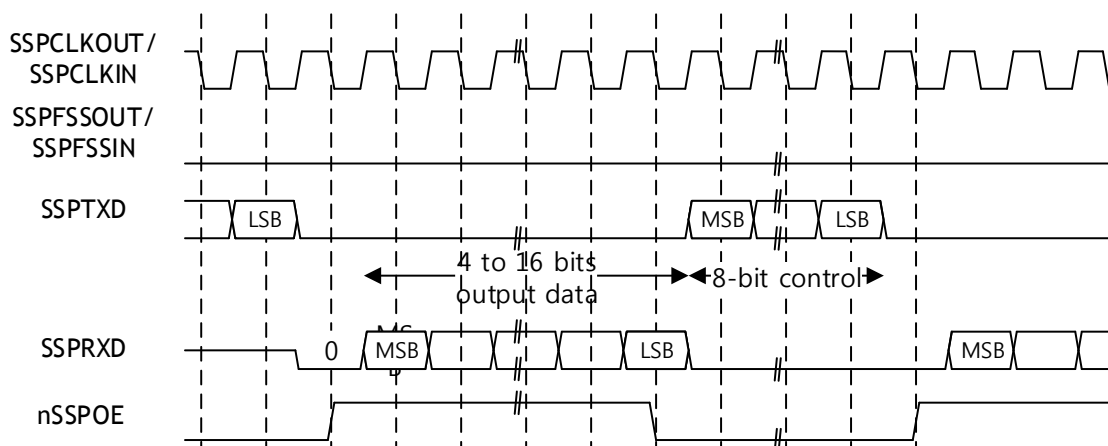 SSPCLKOUT/
SSPCLKIN
SSPFSSOUT/
SSPFSSIN
SSPTXD
LSB
MSB
LSB
4 to 16 bits
output data
8-bit control
SSPRXD
0
MSB
MSB
LSB
MSB
nSSPOE